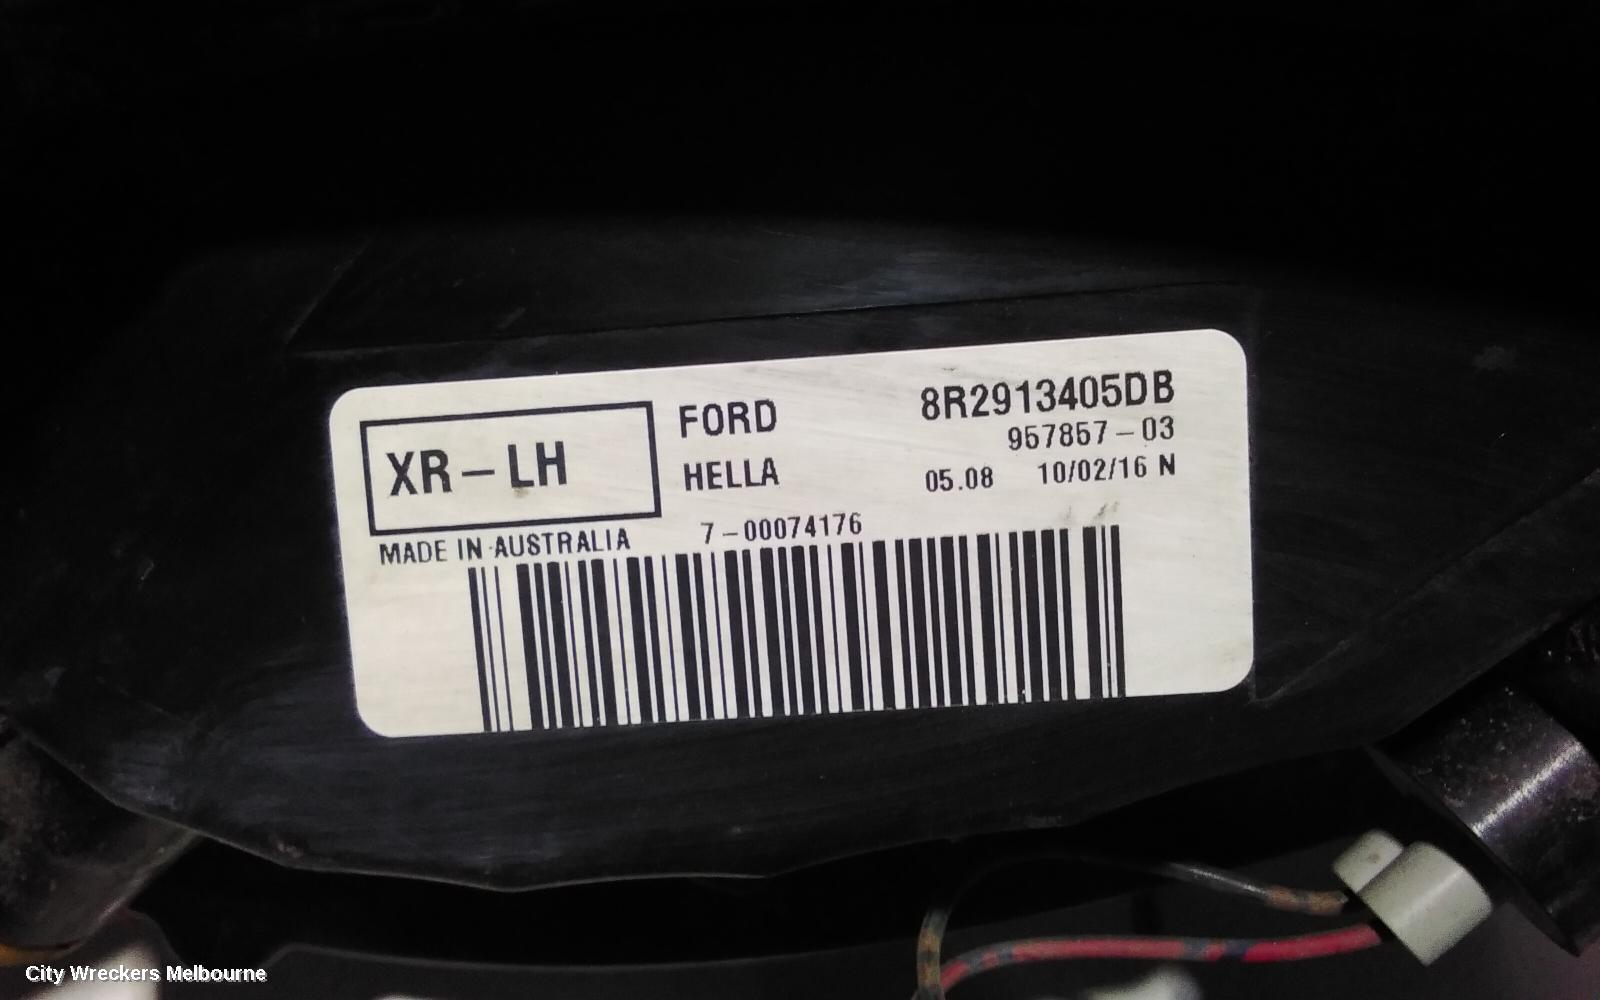 XR-LH
FORD
HELLA
8R2913405DB
957857-03
05.08 10/02/16 N
MADE IN AUSTRALIA
7-00074176
City Wreckers Melbourne